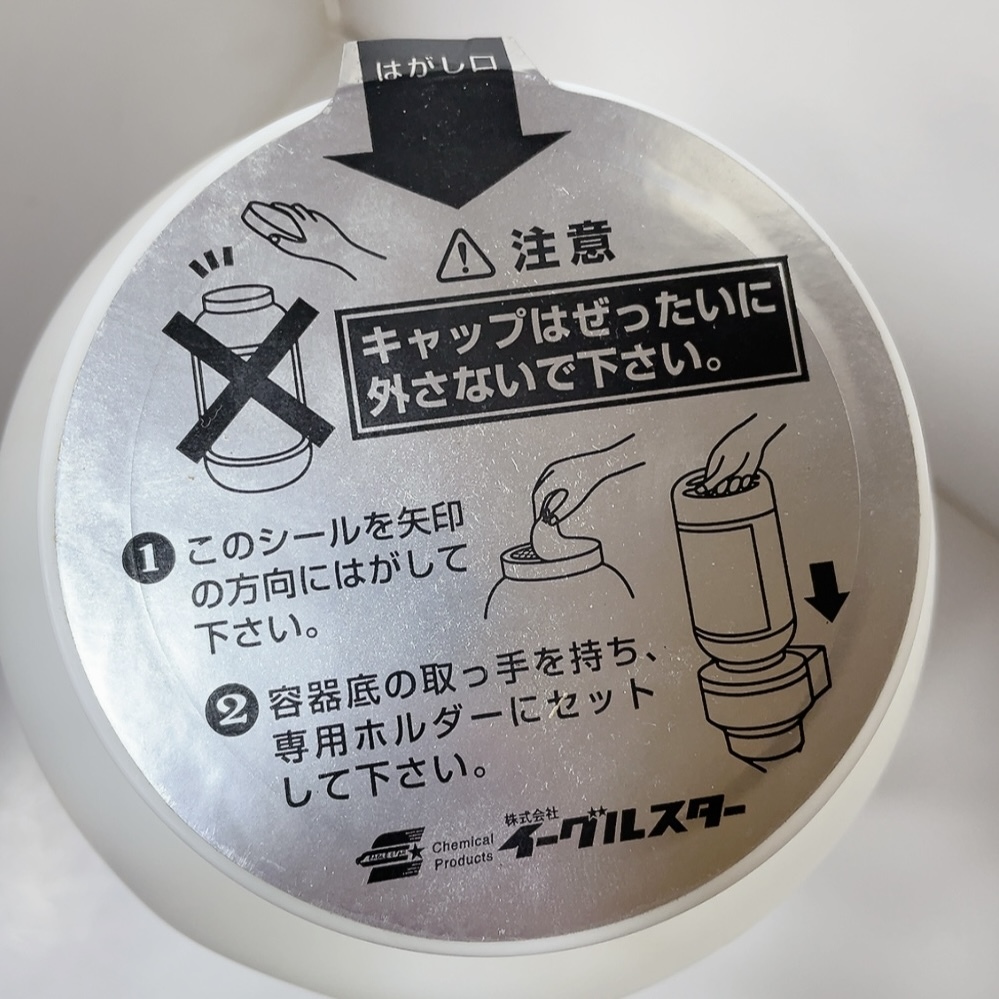 はがし口
注意
キャップはぜったいに
外さないで下さい。
1 このシールを矢印
の方向にはがして
下さい。
2 容器底の取っ手を持ち、
専用ホルダーにセット
して下さい。
EAGLE STAR
Chemical
Products
株式会社
イーグルスター